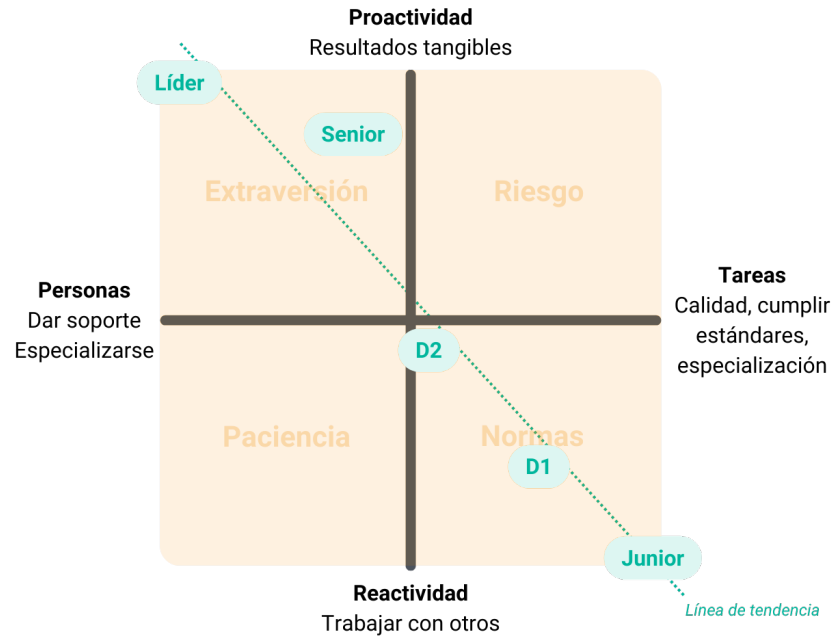 Proactividad
Resultados tangibles
Líder
Senior
Extraversión
Riesgo
Personas
Dar soporte
Especializarse
Tareas
Calidad, cumplir
estándares,
especialización
D2
Paciencia
Normas
D1
Junior
Reactividad
Trabajar con otros
Línea de tendencia